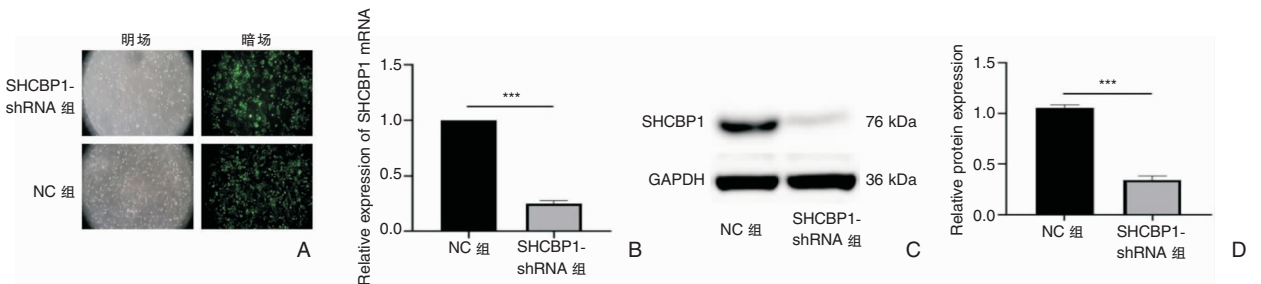 明场
暗场
SHCBP1-
shRNA 组
NC 组
A
Relative expression of SHCBP1 mRNA
1.5
1.0
0.5
0.0
***
NC 组
SHCBP1-
shRNA 组
B
SHCBP1
76 kDa
GAPDH
36 kDa
NC 组
SHCBP1-
shRNA 组
C
Relative protein expression
1.5
1.0
0.5
0.0
***
NC 组
SHCBP1-
shRNA 组
D